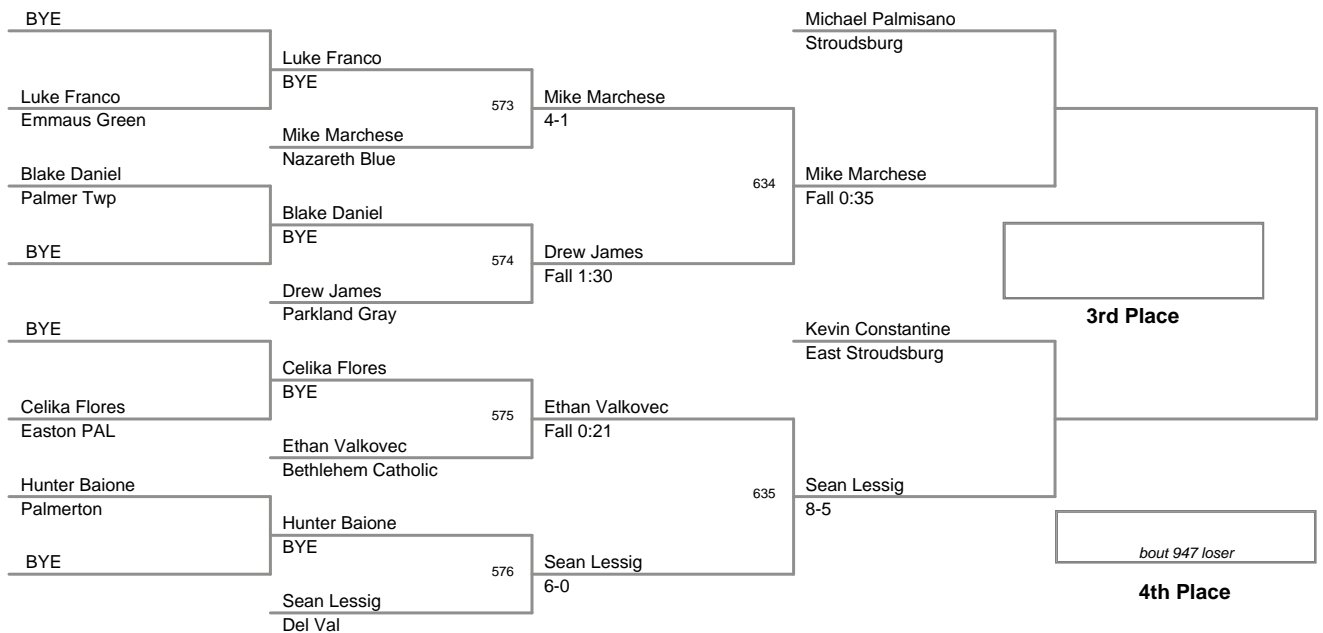 BYE
Luke Franco
Emmaus Green
Blake Daniel
Palmer Twp
BYE
BYE
Celika Flores
Easton PAL
Hunter Baione
Palmerton
BYE
Luke Franco
BYE
573
Mike Marchese
Nazareth Blue
Blake Daniel
BYE
574
Drew James
Parkland Gray
Celika Flores
BYE
575
Ethan Valkovec
Bethlehem Catholic
Hunter Baione
BYE
576
Sean Lessig
Del Val
Mike Marchese
4-1
634
Drew James
Fall 1:30
Ethan Valkovec
Fall 0:21
635
Sean Lessig
6-0
Michael Palmisano
Stroudsburg
Mike Marchese
Fall 0:35
Kevin Constantine
East Stroudsburg
Sean Lessig
8-5
3rd Place
bout 947 loser
4th Place